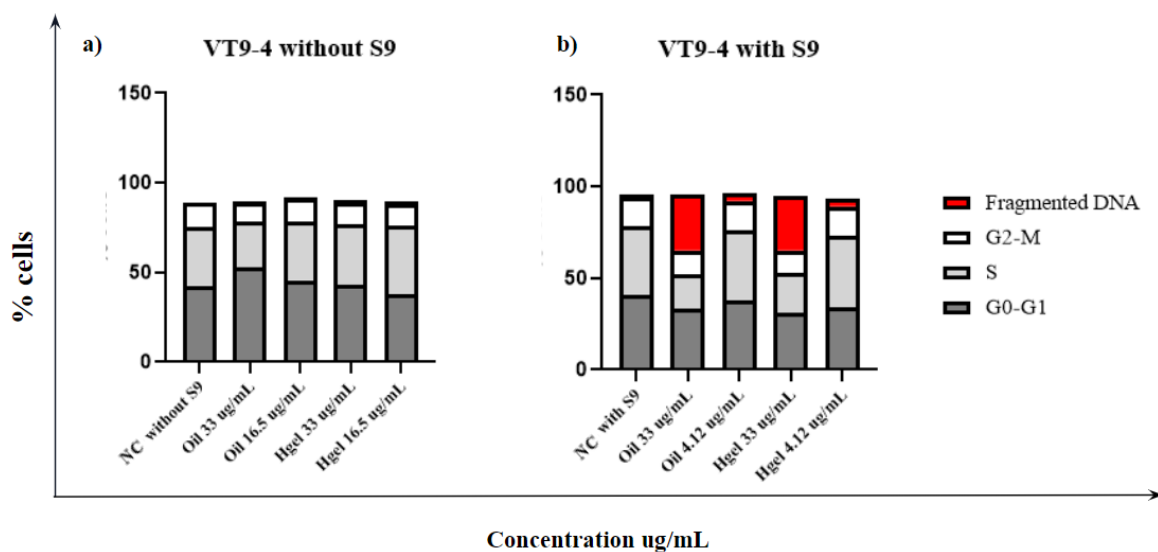 a)
VT9-4 without S9
150
100
50
0
NC without S9
Oil 33 ug/mL
Oil 16.5 ug/mL
Hgel 33 ug/mL
Hgel 16.5 ug/mL
b)
VT9-4 with S9
150
100
50
0
NC with S9
Oil 33 ug/mL
Oil 4.12 ug/mL
Hgel 33 ug/mL
Hgel 4.12 ug/mL
Fragmented DNA
G2-M
S
G0-G1
% cells
Concentration ug/mL